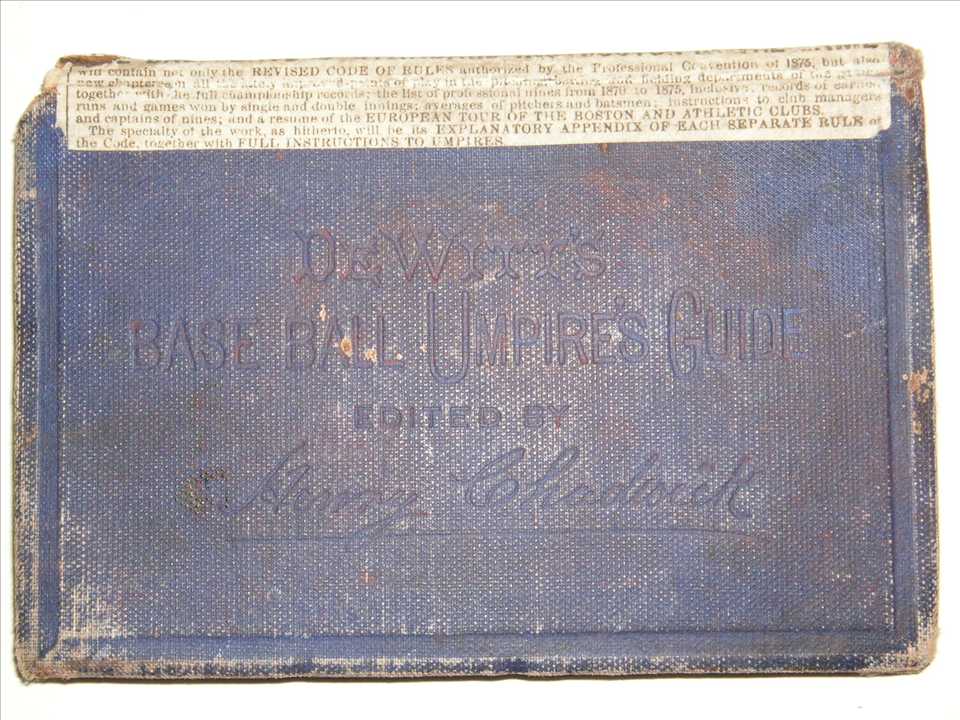 will contain not only the REVISED CODE OF RULES authorized by the Professional Convention of 1875, but also
new chapters on all the in the pitching, batting, and fielding departments of the game,
together with the full championship records; the list of professional nines from 1870 to 1875, inclusive; records of earned
runs and games won by single and double innings; averages of pitchers and batsmen; instructions to club managers
and captains of nines; and a resume of the EUROPEAN TOUR OF THE BOSTON AND ATHLETIC CLUBS.
The specialty of the work, as hitherto, will be its EXPLANATORY APPENDIX OF EACH SEPARATE RULE of
the Code, together with FULL INSTRUCTIONS TO UMPIRES
DEWITT'S
BASE BALL UMPIRE'S GUIDE
EDITED BY
Henry Chadwick